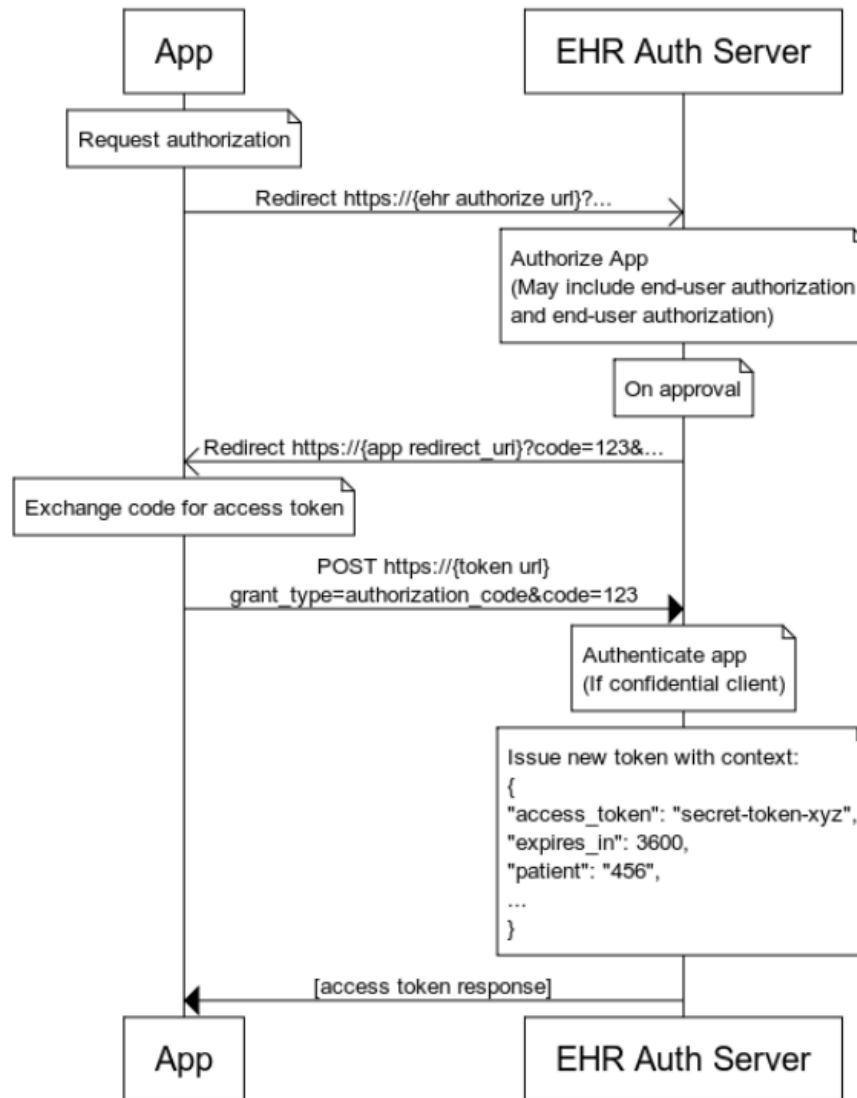 App
EHR Auth Server
Request authorization
Redirect https://{ehr authorize url}?...
Authorize App
(May include end-user authorization
and end-user authorization)
On approval
Redirect https://{app redirect_uri}?code=123&...
Exchange code for access token
POST https://{token url}
grant_type=authorization_code&code=123
Authenticate app
(If confidential client)
Issue new token with context:
{
"access_token": "secret-token-xyz",
"expires_in": 3600,
"patient": "456",
...
}
[access token response]
App
EHR Auth Server